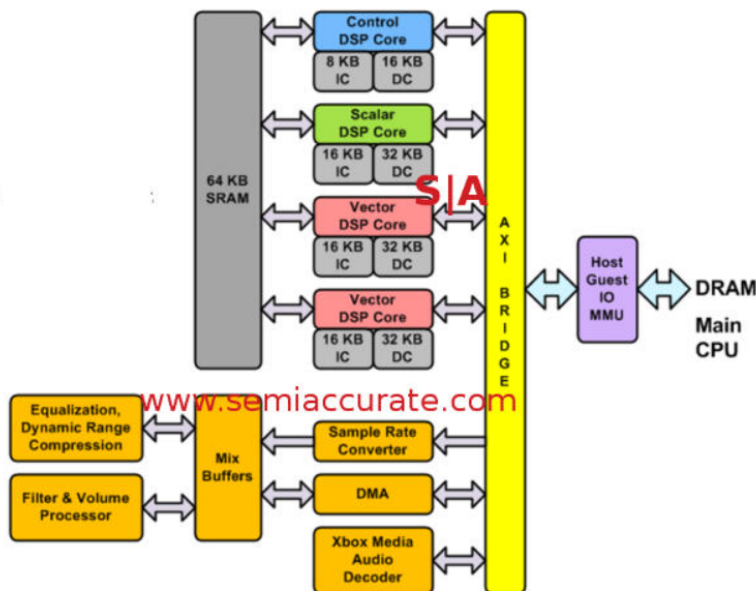 Control
DSP Core
8 KB
IC
16 KB
DC
Scalar
DSP Core
16 KB
IC
32 KB
DC
S|A
64 KB
SRAM
Vector
DSP Core
16 KB
IC
32 KB
DC
Vector
DSP Core
16 KB
IC
32 KB
DC
AXI BRIDGE
Host
Guest
IO
MMU
DRAM
Main
CPU
www.semiaccurate.com
Equalization,
Dynamic Range
Compression
Filter & Volume
Processor
Mix
Buffers
Sample Rate
Converter
DMA
Xbox Media
Audio
Decoder